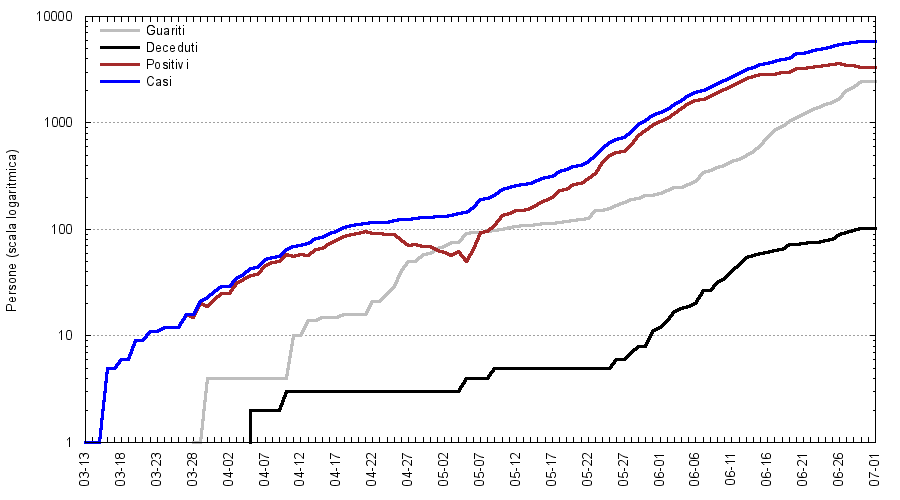 10000
1000
100
10
1
Persone (scala logaritmica)
Guariti
Deceduti
Positivi
Casi
03-13 03-18 03-23 03-28 04-02 04-07 04-12 04-17 04-22 04-27 05-02 05-07 05-12 05-17 05-22 05-27 06-01 06-06 06-11 06-16 06-21 06-26 07-01